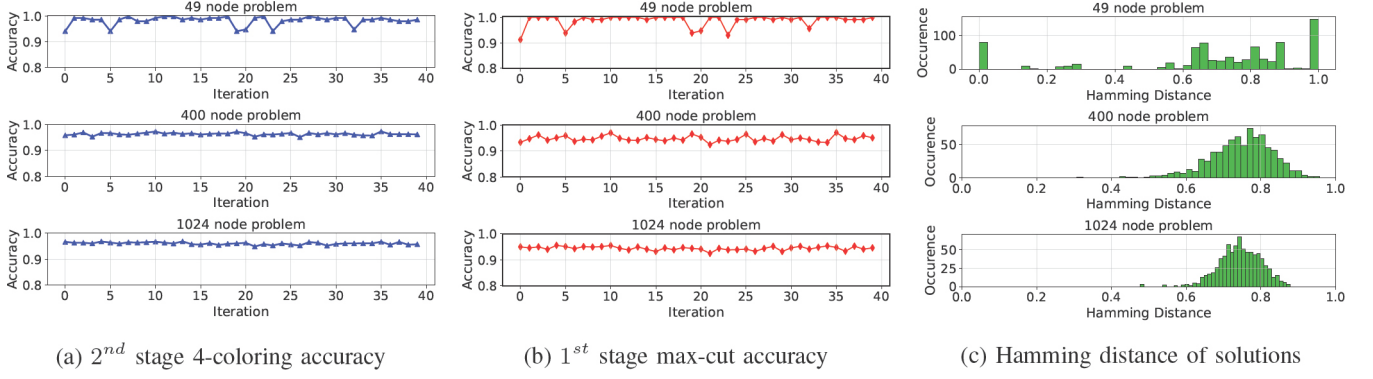 49 node problem
1.0
0.9
0.8
Accuracy
0 5 10 15 20 25 30 35 40
Iteration
400 node problem
1.0
0.9
0.8
Accuracy
0 5 10 15 20 25 30 35 40
Iteration
1024 node problem
1.0
0.9
0.8
Accuracy
0 5 10 15 20 25 30 35 40
Iteration
(a) 2nd stage 4-coloring accuracy
49 node problem
1.0
0.9
0.8
Accuracy
0 5 10 15 20 25 30 35 40
Iteration
400 node problem
1.0
0.9
0.8
Accuracy
0 5 10 15 20 25 30 35 40
Iteration
1024 node problem
1.0
0.9
0.8
Accuracy
0 5 10 15 20 25 30 35 40
Iteration
(b) 1st stage max-cut accuracy
49 node problem
100
0
Occurence
0.0 0.2 0.4 0.6 0.8 1.0
Hamming Distance
400 node problem
50
0
Occurence
0.0 0.2 0.4 0.6 0.8 1.0
Hamming Distance
1024 node problem
50
25
0
Occurence
0.0 0.2 0.4 0.6 0.8 1.0
Hamming Distance
(c) Hamming distance of solutions